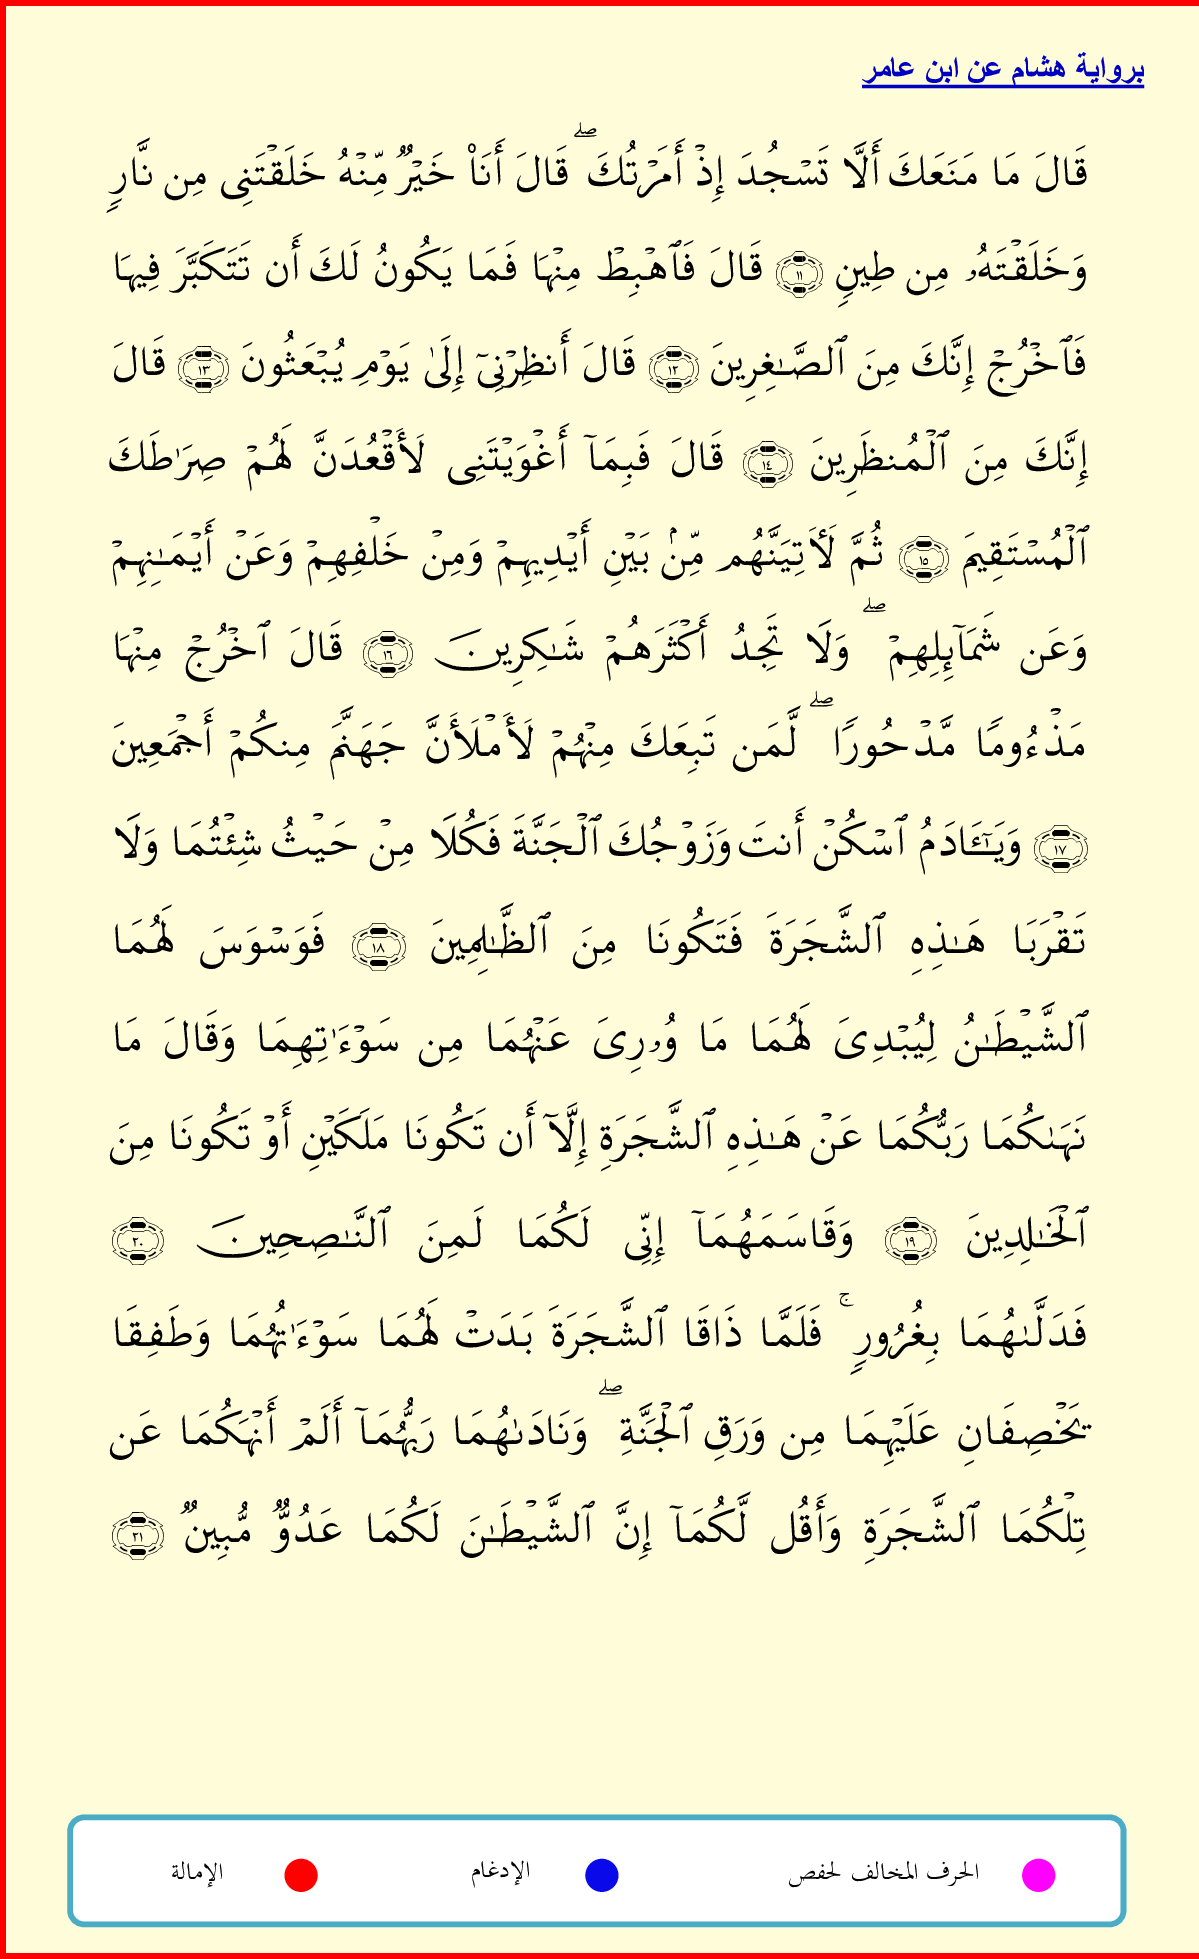 برواية هشام عن ابن عامر
قَالَ مَا مَنَعَكَ أَلَّا تَسۡجُدَ إِذۡ أَمَرۡتُكَۖ قَالَ أَنَا۠ خَيۡرٞ مِّنۡهُ خَلَقۡتَنِي مِن نَّارٖ
وَخَلَقۡتَهُۥ مِن طِينٖ ١١ قَالَ فَٱهۡبِطۡ مِنۡهَا فَمَا يَكُونُ لَكَ أَن تَتَكَبَّرَ فِيهَا
فَٱخۡرُجۡ إِنَّكَ مِنَ ٱلصَّٰغِرِينَ ١٢ قَالَ أَنظِرۡنِيٓ إِلَىٰ يَوۡمِ يُبۡعَثُونَ ١٣ قَالَ
إِنَّكَ مِنَ ٱلۡمُنظَرِينَ ١٤ قَالَ فَبِمَآ أَغۡوَيۡتَنِي لَأَقۡعُدَنَّ لَهُمۡ صِرَٰطَكَ
ٱلۡمُسۡتَقِيمَ ١٥ ثُمَّ لَأٓتِيَنَّهُم مِّنۢ بَيۡنِ أَيۡدِيهِمۡ وَمِنۡ خَلۡفِهِمۡ وَعَنۡ أَيۡمَٰنِهِمۡ
وَعَن شَمَآئِلِهِمۡۖ وَلَا تَجِدُ أَكۡثَرَهُمۡ شَٰكِرِينَ ١٦ قَالَ ٱخۡرُجۡ مِنۡهَا
مَذۡءُومٗا مَّدۡحُورٗاۖ لَّمَن تَبِعَكَ مِنۡهُمۡ لَأَمۡلَأَنَّ جَهَنَّمَ مِنكُمۡ أَجۡمَعِينَ
١٧ وَيَٰٓـَٔادَمُ ٱسۡكُنۡ أَنتَ وَزَوۡجُكَ ٱلۡجَنَّةَ فَكُلَا مِنۡ حَيۡثُ شِئۡتُمَا وَلَا
تَقۡرَبَا هَٰذِهِ ٱلشَّجَرَةَ فَتَكُونَا مِنَ ٱلظَّٰلِمِينَ ١٨ فَوَسۡوَسَ لَهُمَا
ٱلشَّيۡطَٰنُ لِيُبۡدِيَ لَهُمَا مَا وُۥرِيَ عَنۡهُمَا مِن سَوۡءَٰتِهِمَا وَقَالَ مَا
نَهَىٰكُمَا رَبُّكُمَا عَنۡ هَٰذِهِ ٱلشَّجَرَةِ إِلَّآ أَن تَكُونَا مَلَكَيۡنِ أَوۡ تَكُونَا مِنَ
ٱلۡخَٰلِدِينَ ١٩ وَقَاسَمَهُمَآ إِنِّي لَكُمَا لَمِنَ ٱلنَّٰصِحِينَ ٢٠
فَدَلَّىٰهُمَا بِغُرُورٖۚ فَلَمَّا ذَاقَا ٱلشَّجَرَةَ بَدَتۡ لَهُمَا سَوۡءَٰتُهُمَا وَطَفِقَا
يَخۡصِفَانِ عَلَيۡهِمَا مِن وَرَقِ ٱلۡجَنَّةِۖ وَنَادَىٰهُمَا رَبُّهُمَآ أَلَمۡ أَنۡهَكُمَا عَن
تِلۡكُمَا ٱلشَّجَرَةِ وَأَقُل لَّكُمَآ إِنَّ ٱلشَّيۡطَٰنَ لَكُمَا عَدُوّٞ مُّبِينٞ ٢١
الحرف المخالف لحفص الإدغام الإمالة